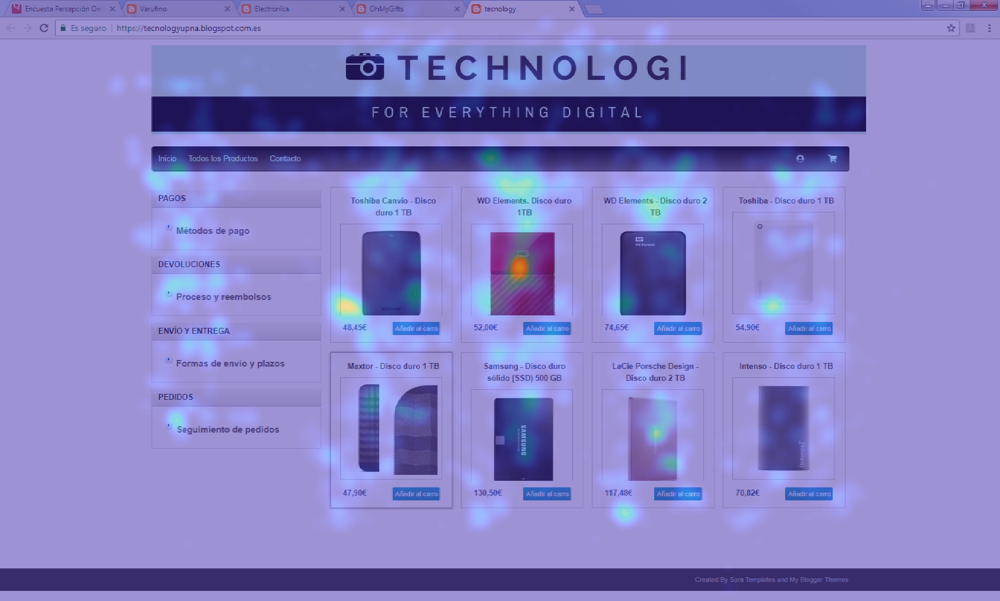 Encuesta Percepción Onl
Varufino
Electronica
OhMyGifts
tecnology
Es seguro
https://tecnologyupna.blogspot.com.es
TECHNOLOGI
FOR EVERYTHING DIGITAL
Inicio
Todos los Productos
Contacto
PAGOS
Métodos de pago
DEVOLUCIONES
Proceso y reembolsos
ENVÍO Y ENTREGA
Formas de envío y plazos
PEDIDOS
Seguimiento de pedidos
Toshiba Canvio - Disco
duro 1 TB
TOSHIBA
48,45€
Añadir al carro
WD Elements. Disco duro
1TB
52,00€
Añadir al carro
WD Elements - Disco duro 2
TB
WD
WD Elements
74,65€
Añadir al carro
Toshiba - Disco duro 1 TB
54,90€
Añadir al carro
Maxtor - Disco duro 1 TB
47,90€
Añadir al carro
Samsung - Disco duro
sólido (SSD) 500 GB
SAMSUNG
130,50€
Añadir al carro
LaCie Porsche Design -
Disco duro 2 TB
117,48€
Añadir al carro
Intenso - Disco duro 1 TB
(intenso)
70,82€
Añadir al carro
Created By Sora Templates and My Blogger Themes